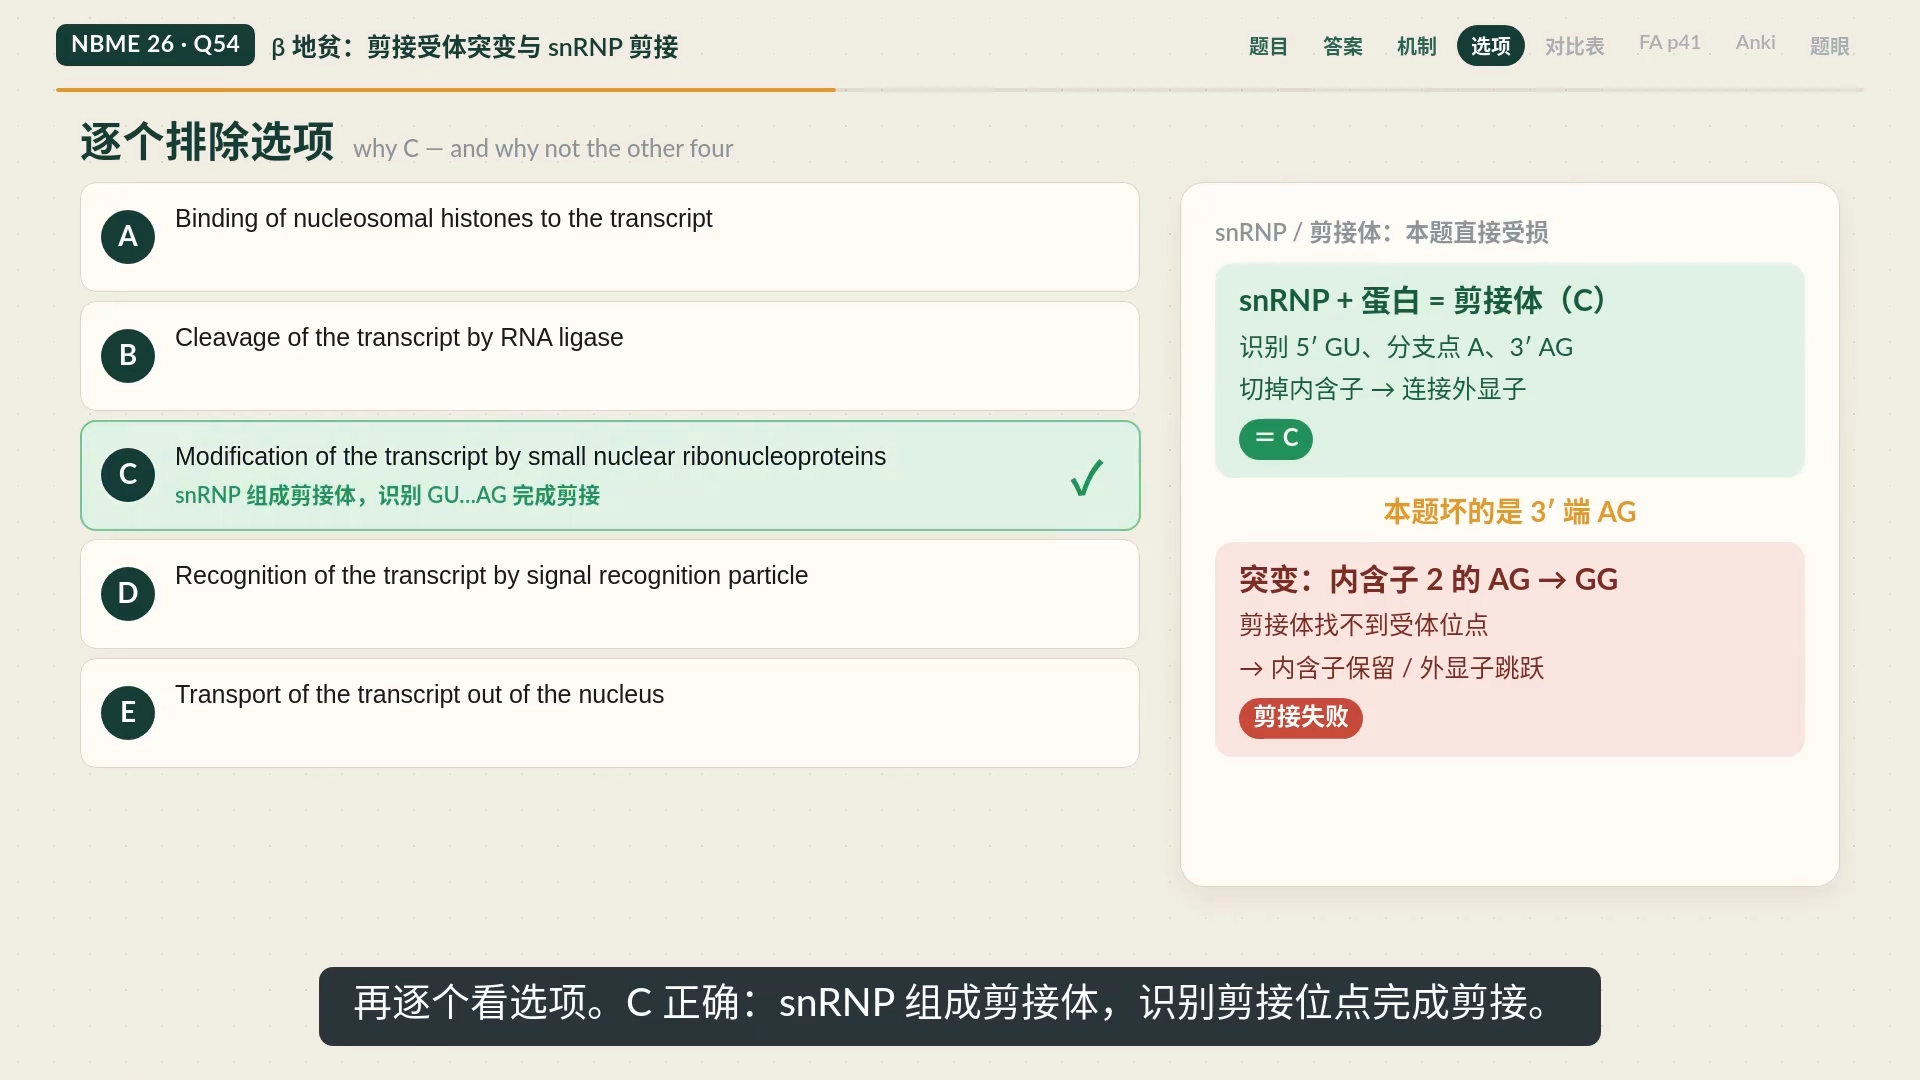 NBME 26 · Q54
β 地贫：剪接受体突变与 snRNP 剪接
题目 答案 机制 选项 对比表 FA p41 Anki 题眼
逐个排除选项 why C — and why not the other four
A Binding of nucleosomal histones to the transcript
B Cleavage of the transcript by RNA ligase
C Modification of the transcript by small nuclear ribonucleoproteins
snRNP 组成剪接体，识别 GU…AG 完成剪接
✓
D Recognition of the transcript by signal recognition particle
E Transport of the transcript out of the nucleus
snRNP / 剪接体：本题直接受损
snRNP + 蛋白 = 剪接体（C）
识别 5′ GU、分支点 A、3′ AG
切掉内含子 → 连接外显子
＝ C
本题坏的是 3′ 端 AG
突变：内含子 2 的 AG → GG
剪接体找不到受体位点
→ 内含子保留 / 外显子跳跃
剪接失败
再逐个看选项。C 正确：snRNP 组成剪接体，识别剪接位点完成剪接。